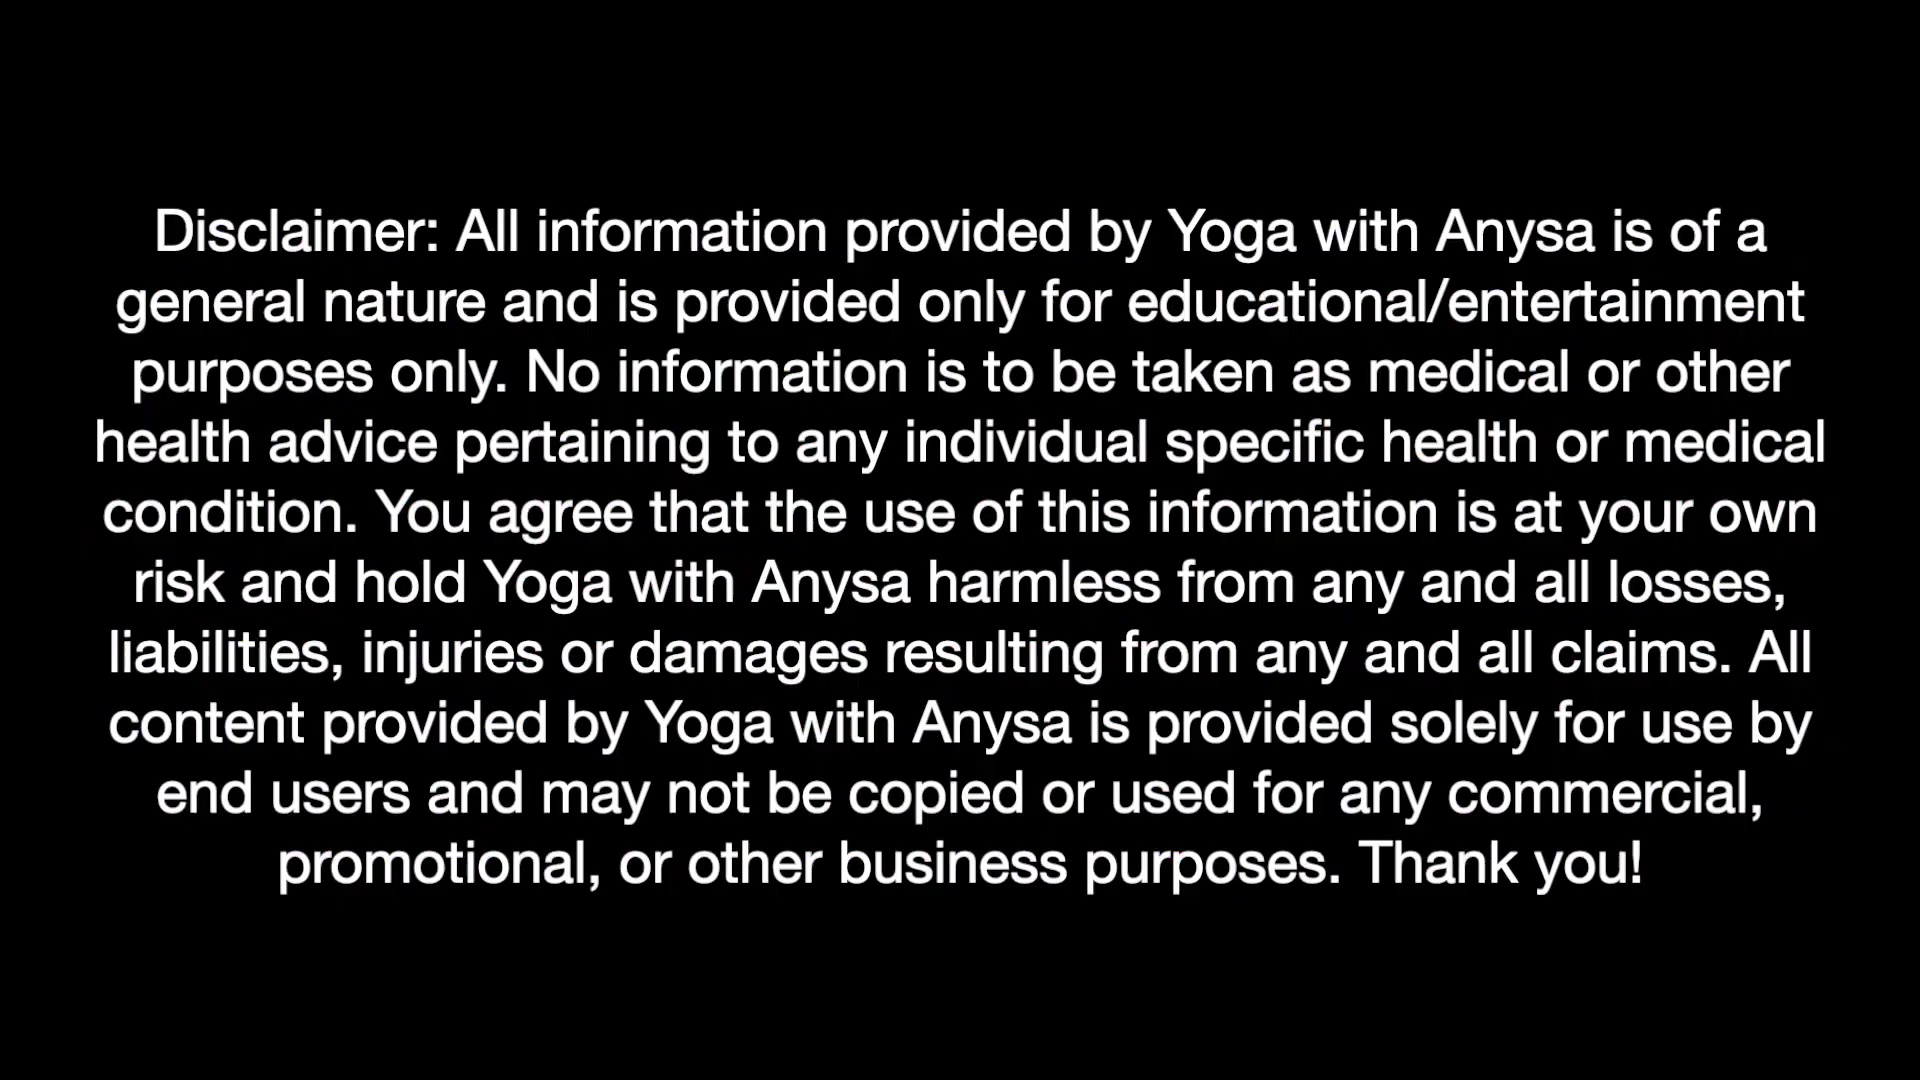 Disclaimer: All information provided by Yoga with Anysa is of a
general nature and is provided only for educational/entertainment
purposes only. No information is to be taken as medical or other
health advice pertaining to any individual specific health or medical
condition. You agree that the use of this information is at your own
risk and hold Yoga with Anysa harmless from any and all losses,
liabilities, injuries or damages resulting from any and all claims. All
content provided by Yoga with Anysa is provided solely for use by
end users and may not be copied or used for any commercial,
promotional, or other business purposes. Thank you!